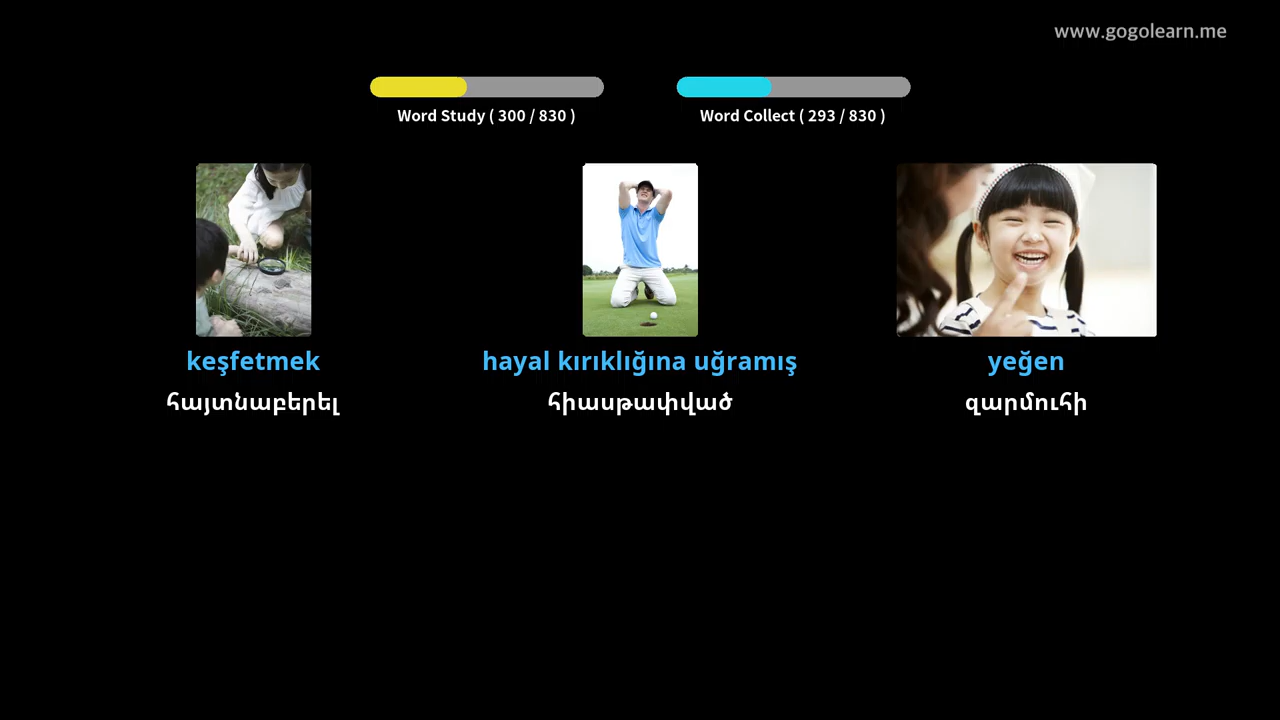 www.gogolearn.me
Word Study ( 300 / 830 )
Word Collect ( 293 / 830 )
keşfetmek
հայտնաբերել
hayal kırıklığına uğramış
հիասթափված
yeğen
զարմուհի